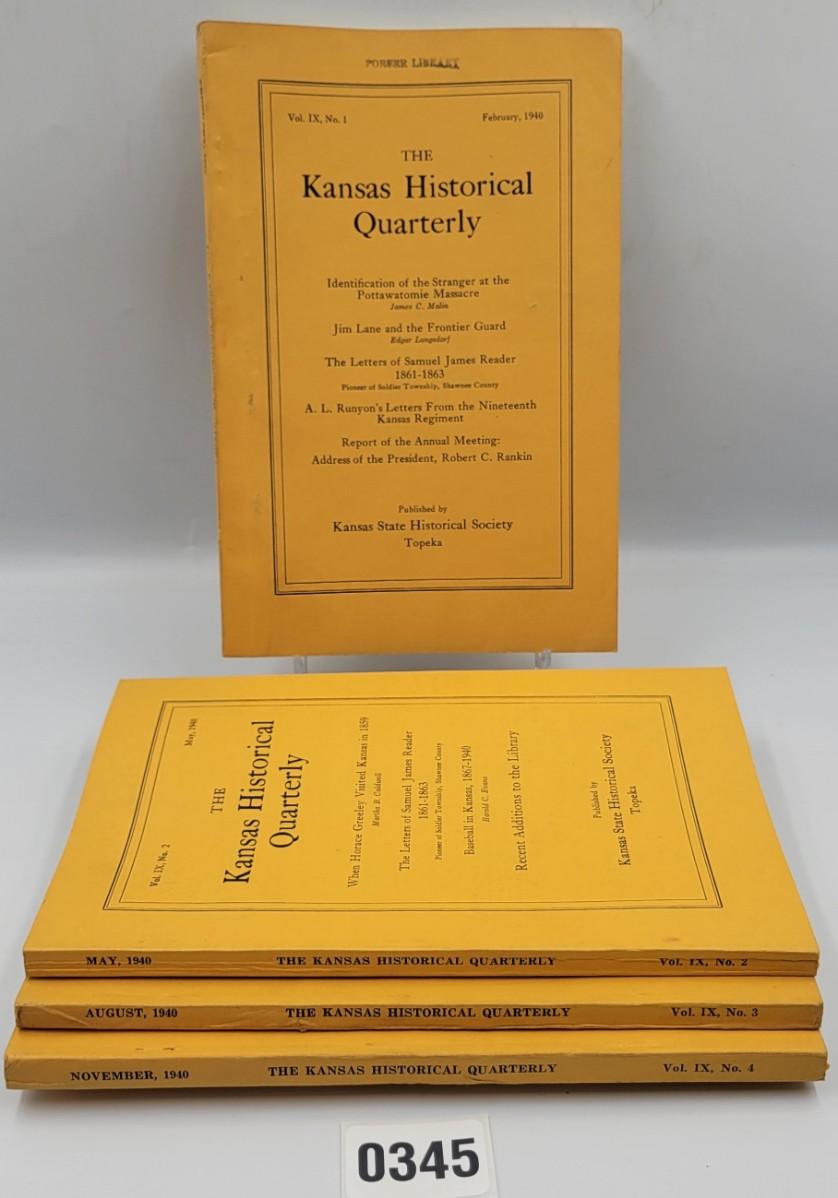 PORTER LIBRARY
Vol. IX, No. 1 February, 1940
THE
Kansas Historical
Quarterly
Identification of the Stranger at the
Pottawatomie Massacre
James C. Malin
Jim Lane and the Frontier Guard
Edgar Langsdorf
The Letters of Samuel James Reader
1861-1863
Pioneer of Soldier Township, Shawnee County
A. L. Runyon's Letters From the Nineteenth
Kansas Regiment
Report of the Annual Meeting:
Address of the President, Robert C. Rankin
Published by
Kansas State Historical Society
Topeka
Vol. IX, No. 2 May, 1940
THE
Kansas Historical
Quarterly
When Horace Greeley Visited Kansas in 1859
Martha B. Caldwell
The Letters of Samuel James Reader
1861-1863
Pioneer of Soldier Township, Shawnee County
Baseball in Kansas, 1867-1940
Harold C. Evans
Recent Additions to the Library
Published by
Kansas State Historical Society
Topeka
MAY, 1940 THE KANSAS HISTORICAL QUARTERLY Vol. IX, No. 2
AUGUST, 1940 THE KANSAS HISTORICAL QUARTERLY Vol. IX, No. 3
NOVEMBER, 1940 THE KANSAS HISTORICAL QUARTERLY Vol. IX, No. 4
0345